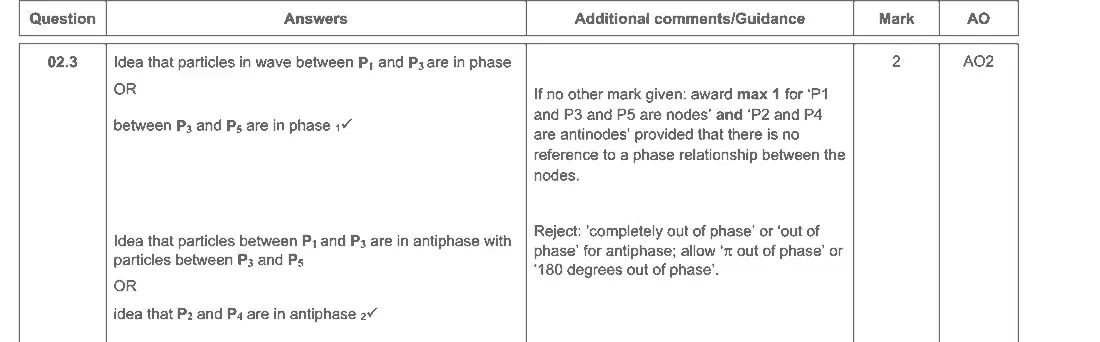 Question Answers Additional comments/Guidance Mark AO
02.3 Idea that particles in wave between P1 and P3 are in phase 2 AO2
OR
between P3 and P5 are in phase 1✓
If no other mark given: award max 1 for ‘P1
and P3 and P5 are nodes’ and ‘P2 and P4
are antinodes’ provided that there is no
reference to a phase relationship between the
nodes.
Idea that particles between P1 and P3 are in antiphase with
particles between P3 and P5
OR
idea that P2 and P4 are in antiphase 2✓
Reject: ’completely out of phase’ or ‘out of
phase’ for antiphase; allow ‘π out of phase’ or
‘180 degrees out of phase’.